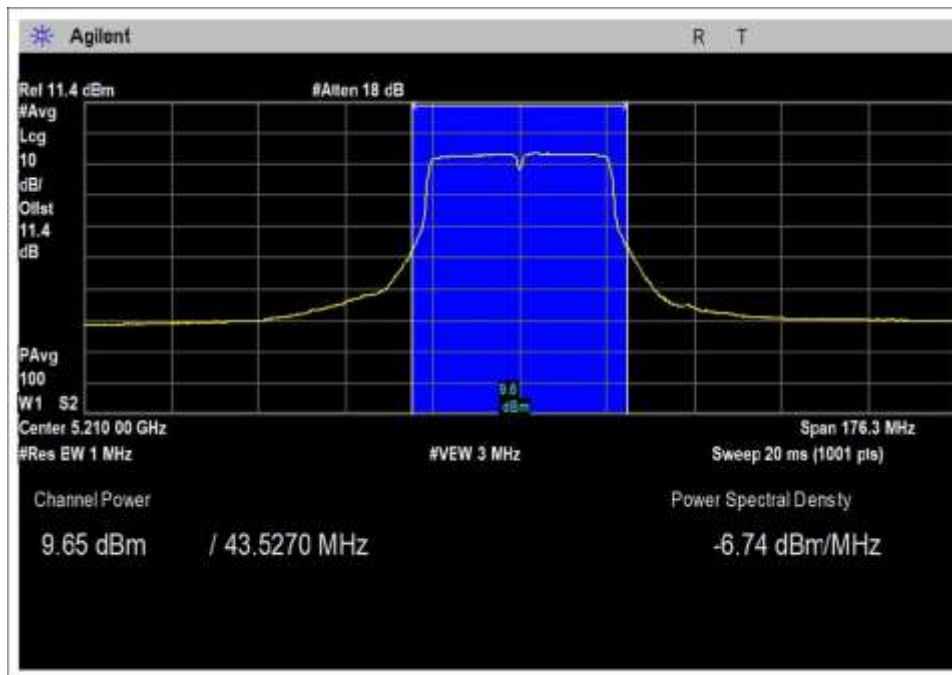 Agilent R T
Ref 11.4 dBm #Atten 18 dB
#Avg
Log
10
dB/
Offst
11.4
dB
PAvg
100
W1 S2
9.6
dBm
Center 5.210 00 GHz Span 176.3 MHz
#Res BW 1 MHz #VBW 3 MHz Sweep 20 ms (1001 pts)
Channel Power Power Spectral Density
9.65 dBm / 43.5270 MHz -6.74 dBm/MHz